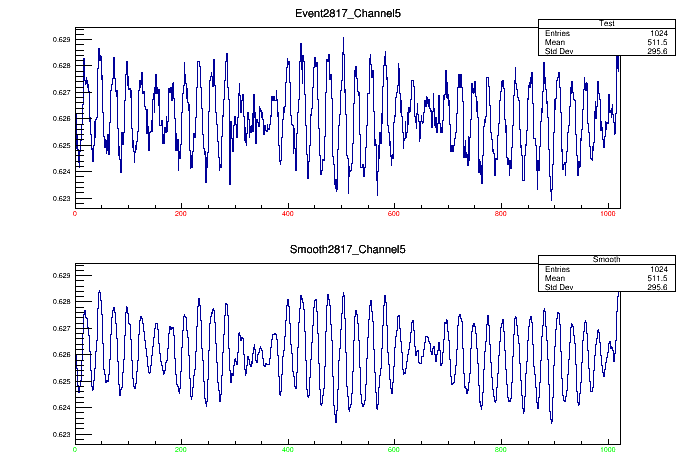 Event2817_Channel5
Test
Entries 1024
Mean 511.5
Std Dev 295.6
0.629
0.628
0.627
0.626
0.625
0.624
0.623
0 200 400 600 800 1000
Smooth2817_Channel5
Smooth
Entries 1024
Mean 511.5
Std Dev 295.6
0.629
0.628
0.627
0.626
0.625
0.624
0.623
0 200 400 600 800 1000